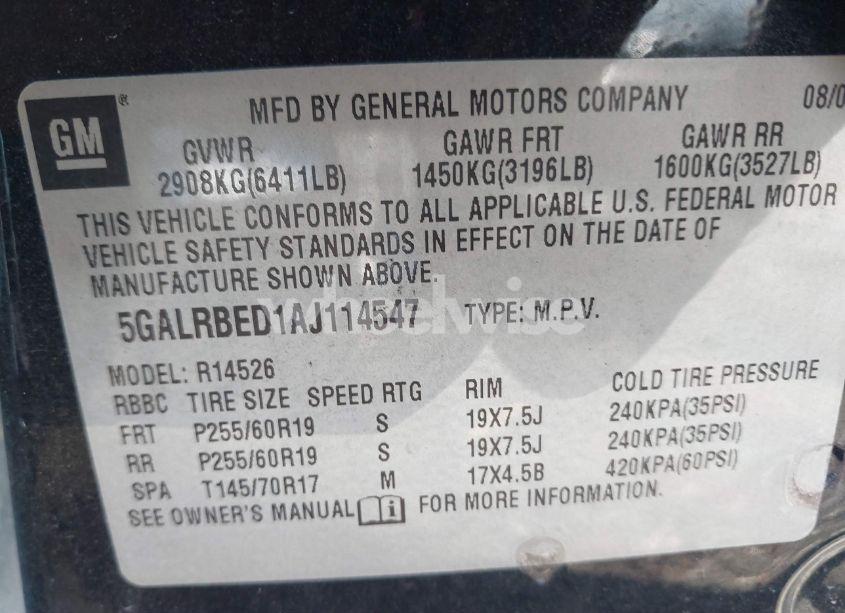 GM® MFD BY GENERAL MOTORS COMPANY 08/0
GVWR GAWR FRT GAWR RR
2908KG(6411LB) 1450KG(3196LB) 1600KG(3527LB)
THIS VEHICLE CONFORMS TO ALL APPLICABLE U.S. FEDERAL MOTOR
VEHICLE SAFETY STANDARDS IN EFFECT ON THE DATE OF
MANUFACTURE SHOWN ABOVE.
5GALRBED1AJ114547 TYPE: M.P.V.
wheelwise
MODEL: R14526
RBBC TIRE SIZE SPEED RTG RIM COLD TIRE PRESSURE
FRT P255/60R19 S 19X7.5J 240KPA(35PSI)
RR P255/60R19 S 19X7.5J 240KPA(35PSI)
SPA T145/70R17 M 17X4.5B 420KPA(60PSI)
SEE OWNER'S MANUAL i FOR MORE INFORMATION.